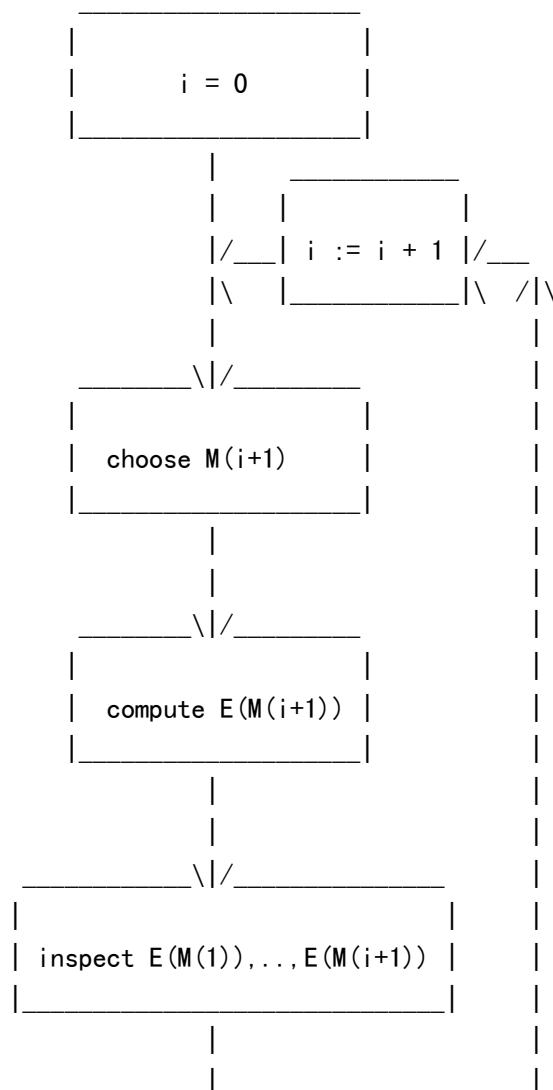 i = 0
i := i + 1
choose M(i+1)
compute E(M(i+1))
inspect E(M(1)),..,E(M(i+1))